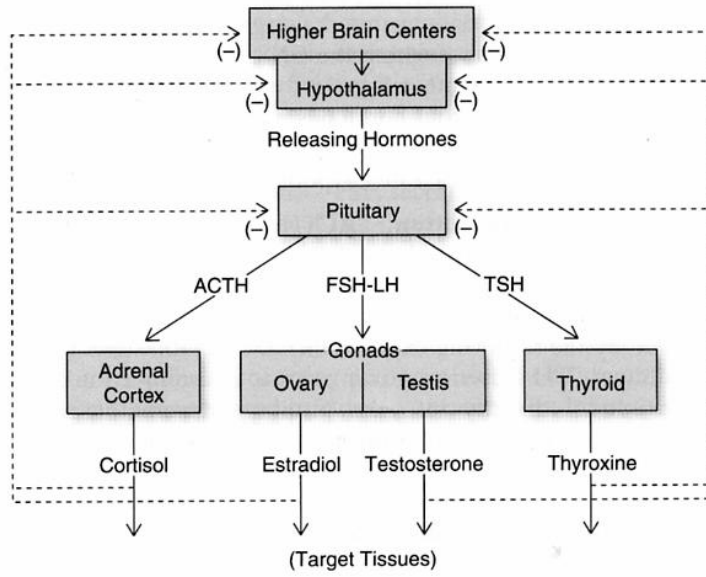 Higher Brain Centers
(–) (–)
Hypothalamus
(–) (–)
Releasing Hormones
Pituitary
(–) (–)
ACTH FSH-LH TSH
Gonads
Adrenal Cortex
Ovary Testis
Thyroid
Cortisol Estradiol Testosterone Thyroxine
(Target Tissues)